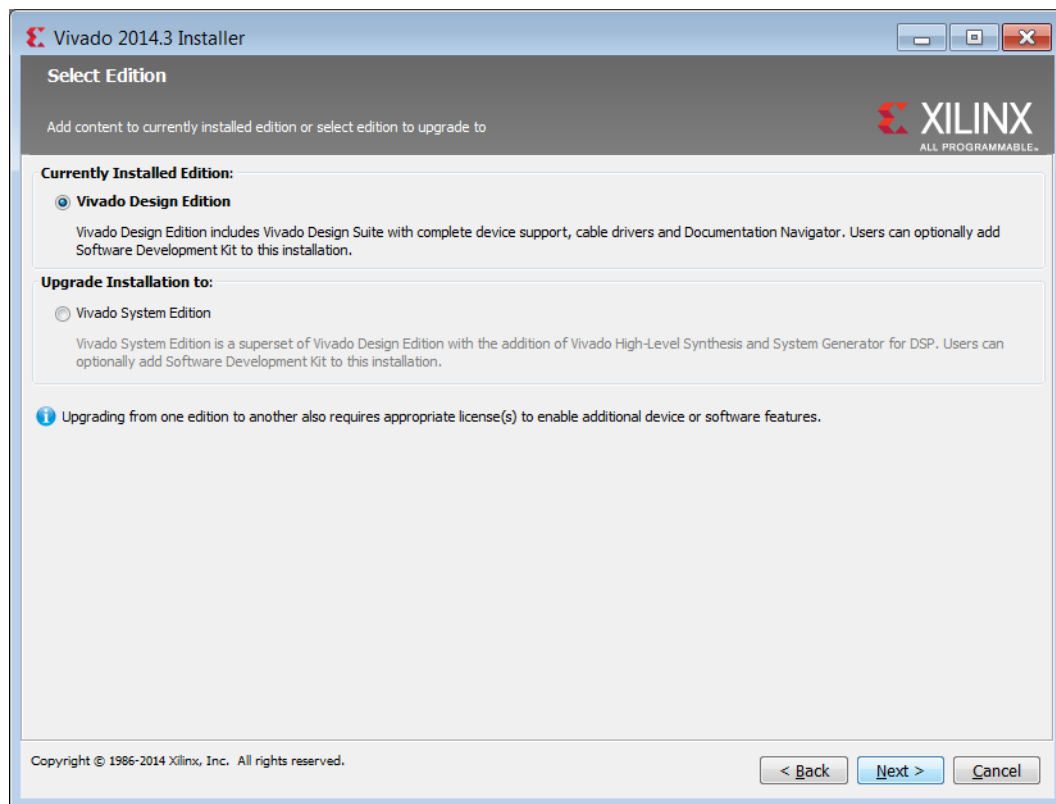 Vivado 2014.3 Installer
Select Edition
Add content to currently installed edition or select edition to upgrade to
XILINX
ALL PROGRAMMABLE.
Currently Installed Edition:
Vivado Design Edition
Vivado Design Edition includes Vivado Design Suite with complete device support, cable drivers and Documentation Navigator. Users can optionally add
Software Development Kit to this installation.
Upgrade Installation to:
Vivado System Edition
Vivado System Edition is a superset of Vivado Design Edition with the addition of Vivado High-Level Synthesis and System Generator for DSP. Users can
optionally add Software Development Kit to this installation.
Upgrading from one edition to another also requires appropriate license(s) to enable additional device or software features.
Copyright © 1986-2014 Xilinx, Inc. All rights reserved.
< Back Next > Cancel